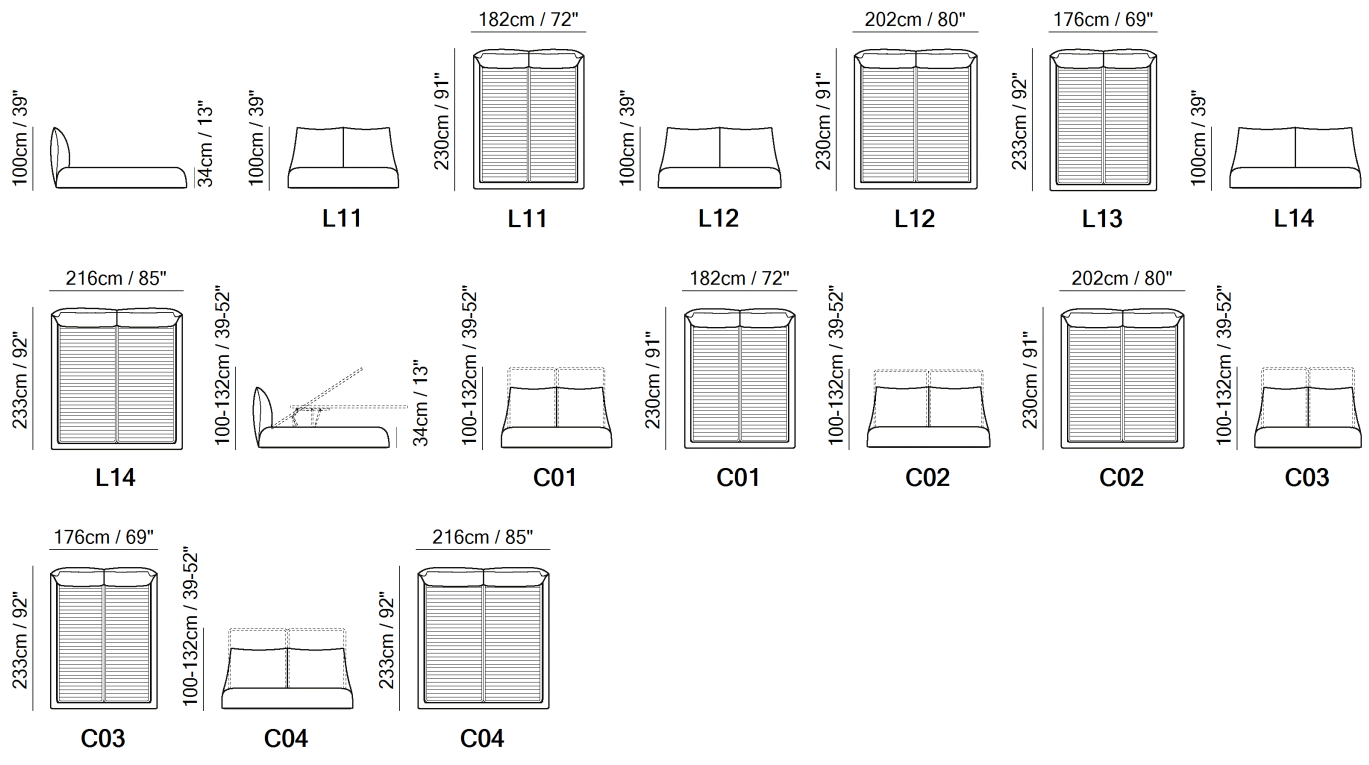 182cm / 72"
202cm / 80"
176cm / 69"
100cm / 39"
34cm / 13"
100cm / 39"
230cm / 91"
100cm / 39"
230cm / 91"
233cm / 92"
100cm / 39"
L11
L11
L12
L12
L13
L14
216cm / 85"
182cm / 72"
202cm / 80"
233cm / 92"
100-132cm / 39-52"
34cm / 13"
100-132cm / 39-52"
230cm / 91"
100-132cm / 39-52"
230cm / 91"
100-132cm / 39-52"
L14
C01
C01
C02
C02
C03
176cm / 69"
216cm / 85"
233cm / 92"
100-132cm / 39-52"
233cm / 92"
C03
C04
C04